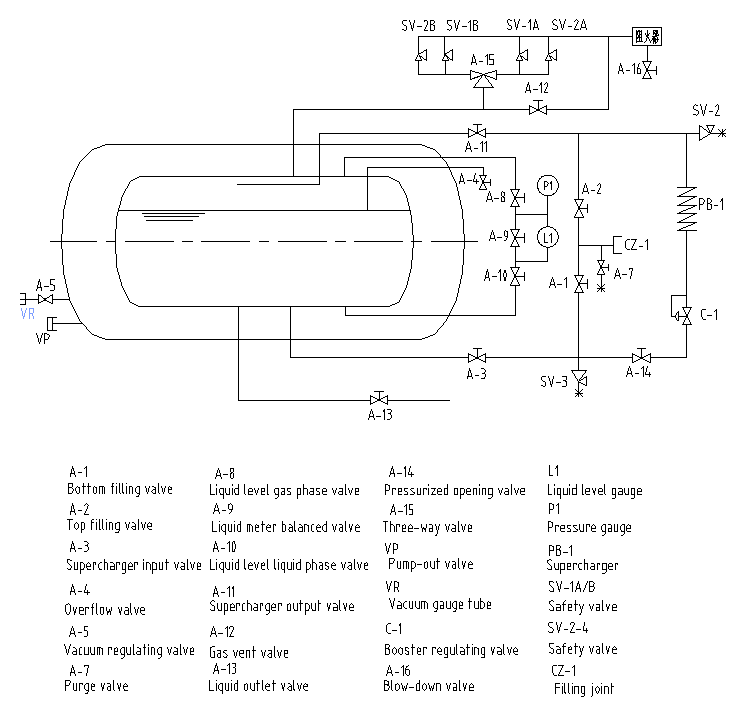 SV-2B SV-1B SV-1A SV-2A
阻火器
A-15
A-16
A-12
SV-2
A-11
A-4
A-8
P1
A-2
PB-1
A-9
L1
CZ-1
A-10
A-7
A-1
A-5
VR
VP
C-1
A-3
A-14
SV-3
A-13
A-1
Bottom filling valve
A-2
Top filling valve
A-3
Supercharger input valve
A-4
Overflow valve
A-5
Vacuum regulating valve
A-7
Purge valve
A-8
Liquid level gas phase valve
A-9
Liquid meter balanced valve
A-10
Liquid level liquid phase valve
A-11
Supercharger output valve
A-12
Gas vent valve
A-13
Liquid outlet valve
A-14
Pressurized opening valve
A-15
Three-way valve
VP
Pump-out valve
VR
Vacuum gauge tube
C-1
Booster regulating valve
A-16
Blow-down valve
L1
Liquid level gauge
P1
Pressure gauge
PB-1
Supercharger
SV-1A/B
Safety valve
SV-2-4
Safety valve
CZ-1
Filling joint